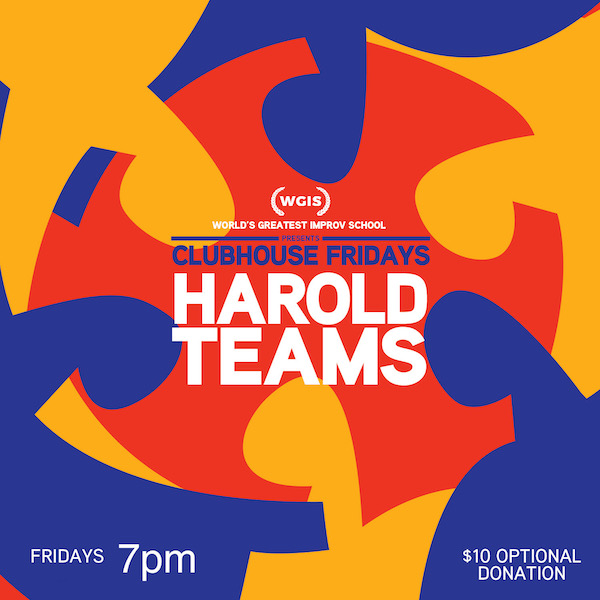 WGIS
WORLD'S GREATEST IMPROV SCHOOL
PRESENTS
CLUBHOUSE FRIDAYS
HAROLD
TEAMS
FRIDAYS 7pm
$10 OPTIONAL
DONATION